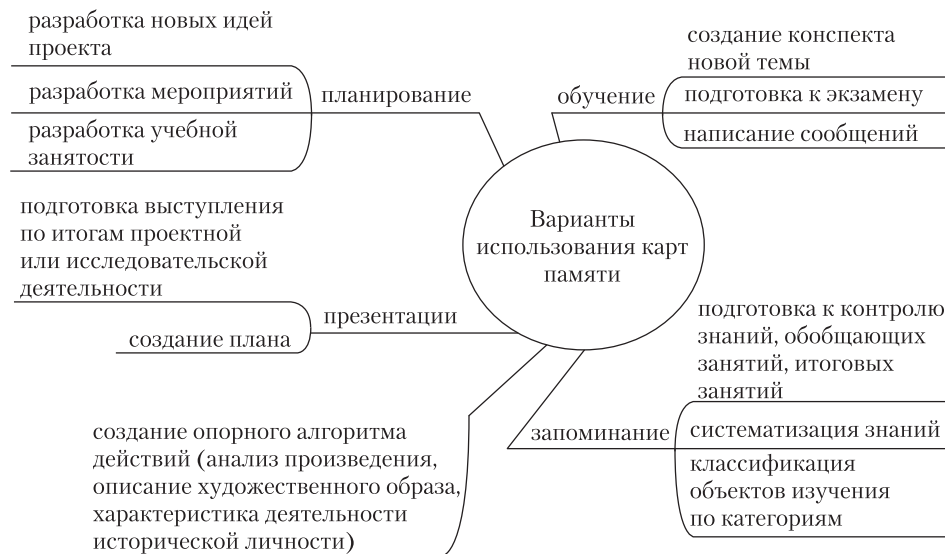 разработка новых идей
проекта
разработка мероприятий
разработка учебной
занятости
планирование
обучение
создание конспекта
новой темы
подготовка к экзамену
написание сообщений
Варианты
использования карт
памяти
подготовка выступления
по итогам проектной
или исследовательской
деятельности
создание плана
презентации
создание опорного алгоритма
действий (анализ произведения,
описание художественного образа,
характеристика деятельности
исторической личности)
запоминание
подготовка к контролю
знаний, обобщающих
занятий, итоговых
занятий
систематизация знаний
классификация
объектов изучения
по категориям